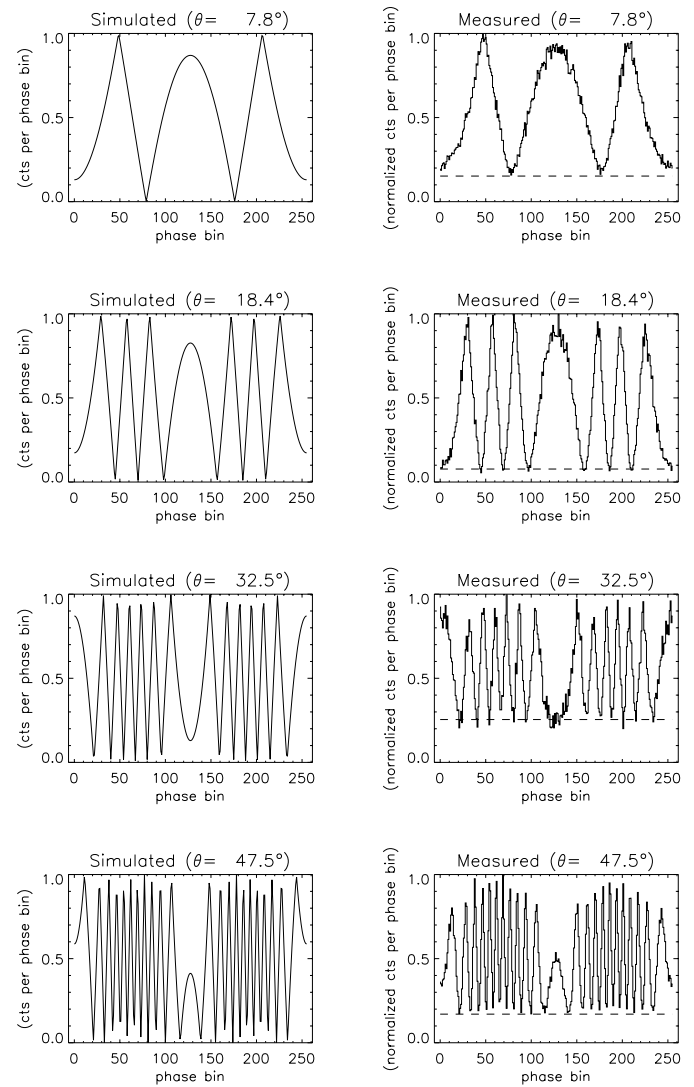 Simulated (θ= 7.8°)
(cts per phase bin)
1.0
0.5
0.0
0 50 100 150 200 250
phase bin
Measured (θ= 7.8°)
(normalized cts per phase bin)
1.0
0.5
0.0
0 50 100 150 200 250
phase bin
Simulated (θ= 18.4°)
(cts per phase bin)
1.0
0.5
0.0
0 50 100 150 200 250
phase bin
Measured (θ= 18.4°)
(normalized cts per phase bin)
1.0
0.5
0.0
0 50 100 150 200 250
phase bin
Simulated (θ= 32.5°)
(cts per phase bin)
1.0
0.5
0.0
0 50 100 150 200 250
phase bin
Measured (θ= 32.5°)
(normalized cts per phase bin)
1.0
0.5
0.0
0 50 100 150 200 250
phase bin
Simulated (θ= 47.5°)
(cts per phase bin)
1.0
0.5
0.0
0 50 100 150 200 250
phase bin
Measured (θ= 47.5°)
(normalized cts per phase bin)
1.0
0.5
0.0
0 50 100 150 200 250
phase bin